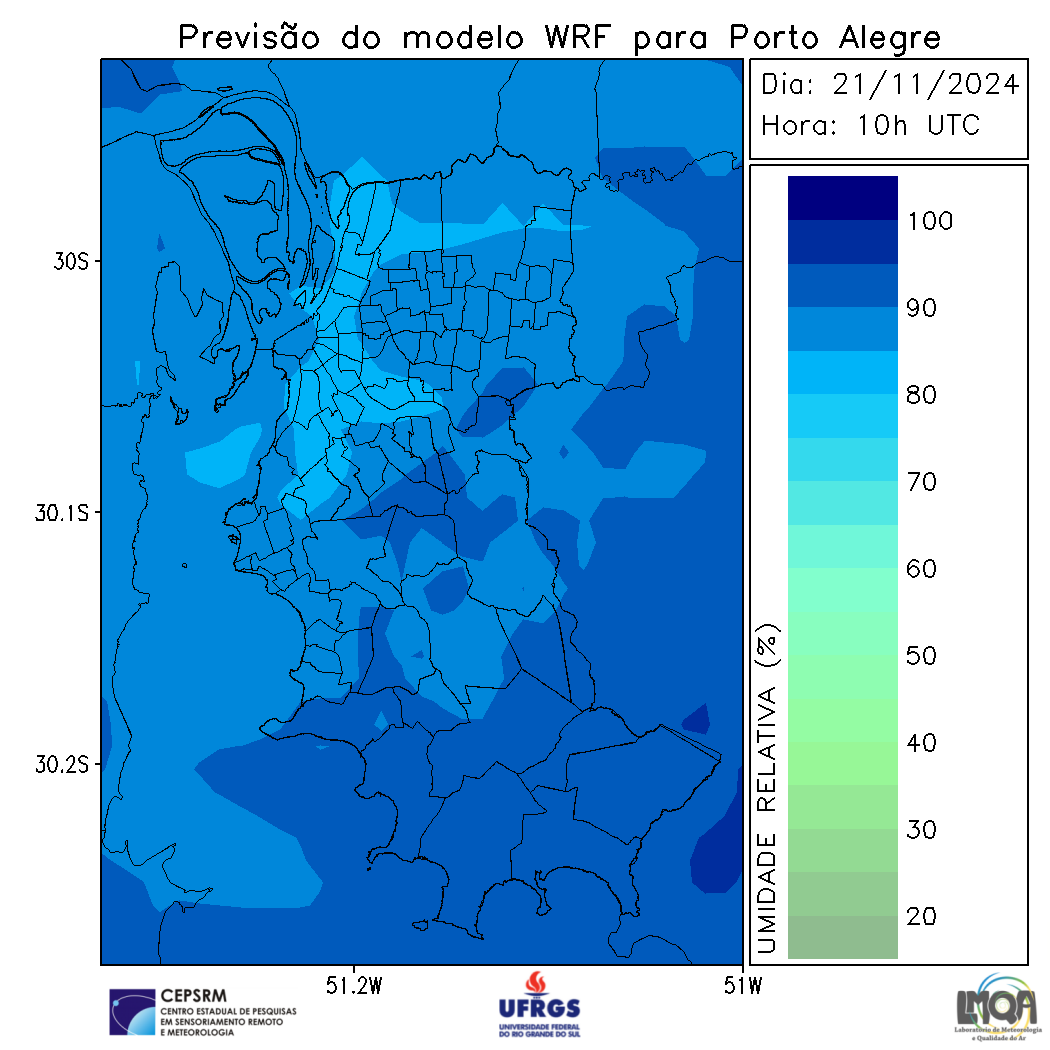 Previsão do modelo WRF para Porto Alegre
Dia: 21/11/2024
Hora: 10h UTC
30S
30.1S
30.2S
51.2W
51W
100
90
80
70
60
50
40
30
20
UMIDADE RELATIVA (%)
CEPSRM
CENTRO ESTADUAL DE PESQUISAS
EM SENSORIAMENTO REMOTO
E METEOROLOGIA
UFRGS
UNIVERSIDADE FEDERAL
DO RIO GRANDE DO SUL
LMQA
Laboratório de Meteorologia
e Qualidade do Ar